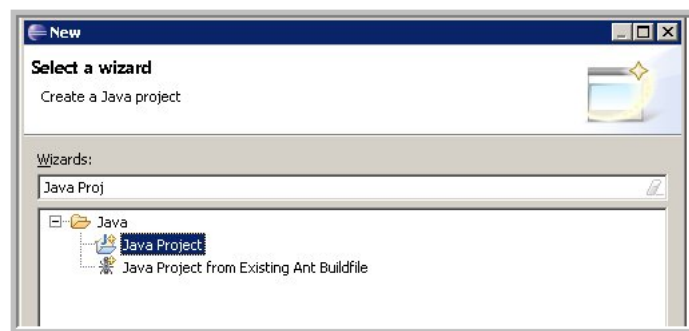 New
Select a wizard
Create a Java project
Wizards:
Java Proj
Java
Java Project
Java Project from Existing Ant Buildfile